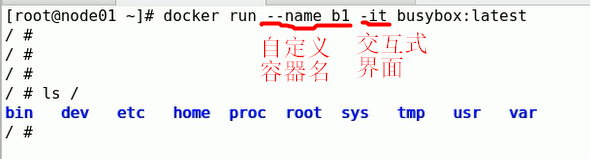 [root@node01 ~]# docker run --name b1 -it busybox:latest
/ #
/ #
/ #
自定义
容器名
交互式
界面
/ # ls /
bin dev etc home proc root sys tmp usr var
/ #